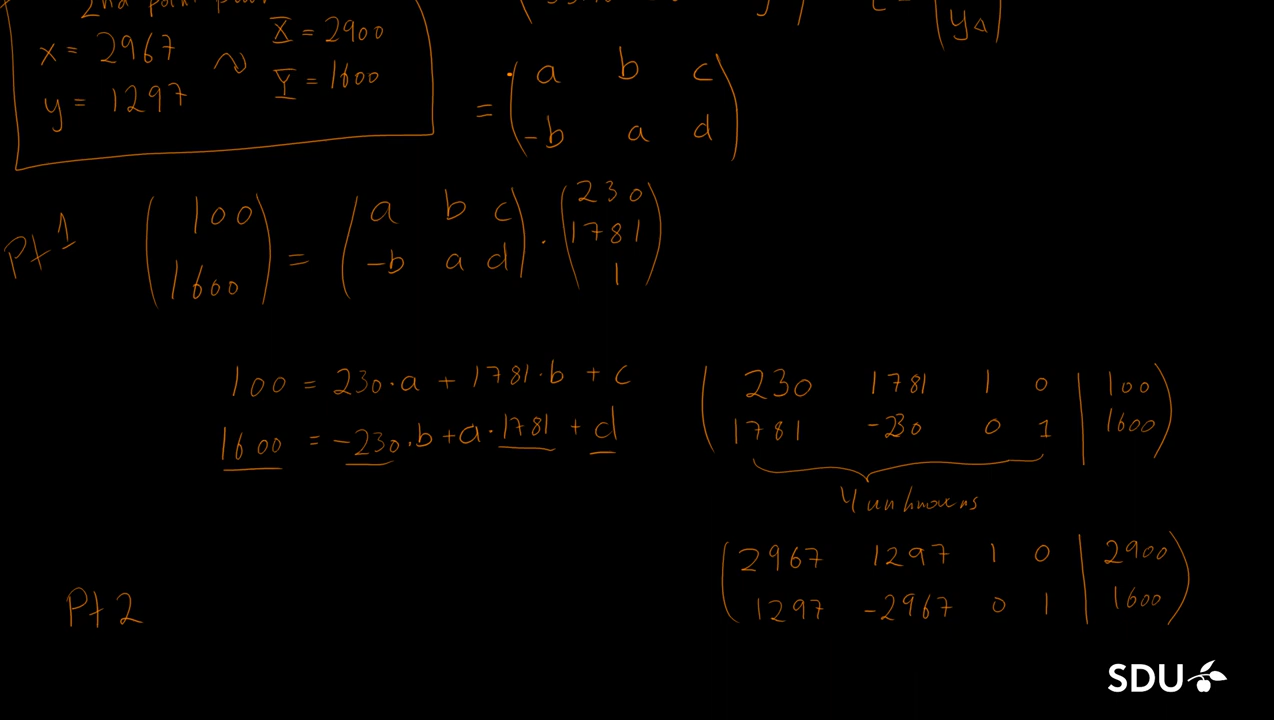 2nd point pair
x = 2967 ~ X = 2900
y = 1297 Y = 1600
y△
= ( a b c
-b a d )
Pt 1
( 100
1600 ) = ( a b c
-b a d ) · ( 230
1781
1 )
100 = 230·a + 1781·b + c
1600 = -230·b + a·1781 + d
( 230 1781 1 0 | 100
1781 -230 0 1 | 1600 )
4 unknowns
( 2967 1297 1 0 | 2900
1297 -2967 0 1 | 1600 )
Pt 2
SDU